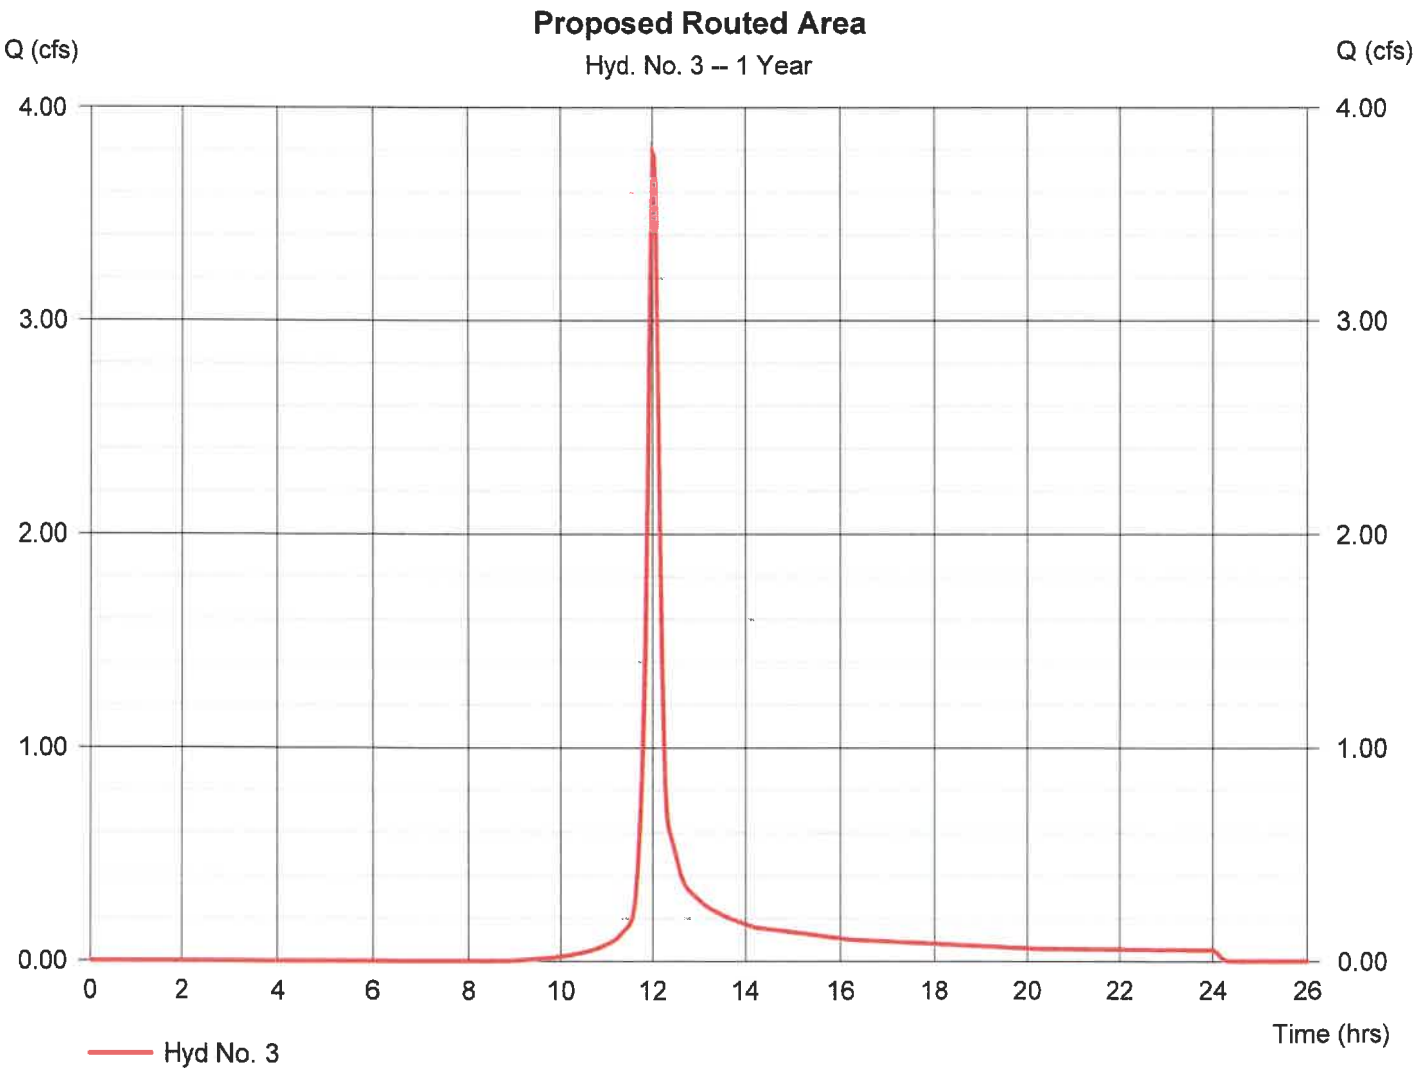 Proposed Routed Area
Q (cfs)
Hyd. No. 3 -- 1 Year
Q (cfs)
4.00
4.00
3.00
3.00
2.00
2.00
1.00
1.00
0.00
0.00
0 2 4 6 8 10 12 14 16 18 20 22 24 26
Time (hrs)
Hyd No. 3